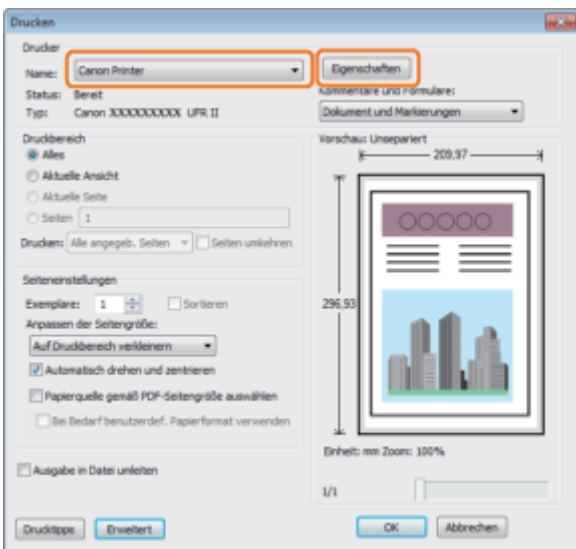 Drucken
Drucker
Name: Canon Printer Eigenschaften
Status: Bereit Kommentare und Formulare:
Typ: Canon XXXXXXXXXX UFR II Dokument und Markierungen
Druckbereich
Alles
Aktuelle Ansicht
Aktuelle Seite
Seiten 1
Drucken: Alle angegeb. Seiten Seiten umkehren
Seiteneinstellungen
Exemplare: 1 Sortieren
Anpassen der Seitengröße:
Auf Druckbereich verkleinern
Automatisch drehen und zentrieren
Papierquelle gemäß PDF-Seitengröße auswählen
Bei Bedarf benutzerdef. Papierformat verwenden
Ausgabe in Datei umleiten
Drucktipps Erweitert
Vorschau: Unsepariert
209,97
296,93
Einheit: mm Zoom: 100%
1/1
OK Abbrechen